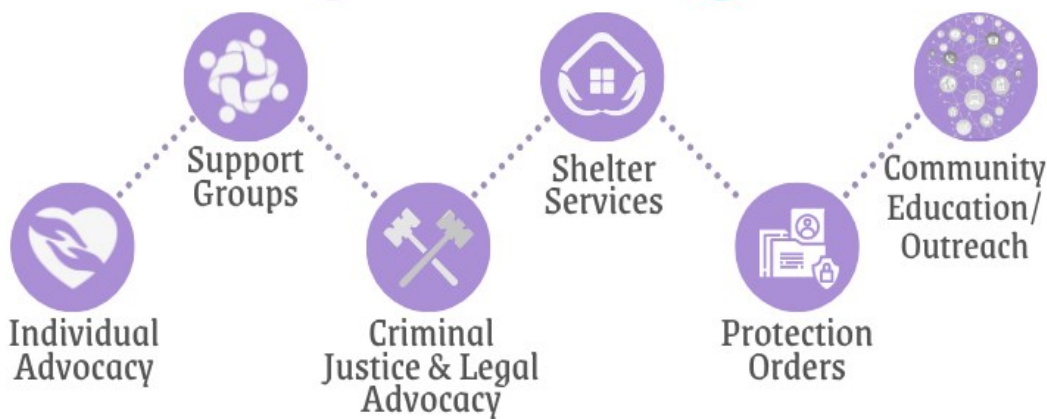 Individual
Advocacy
Support
Groups
Criminal
Justice & Legal
Advocacy
Shelter
Services
Protection
Orders
Community
Education/
Outreach